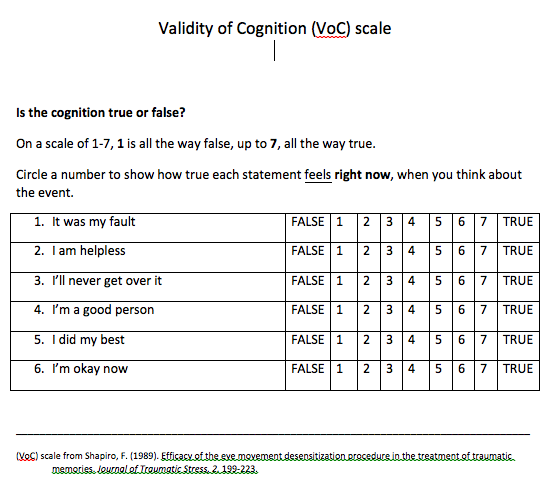 Validity of Cognition (VoC) scale
Is the cognition true or false?
On a scale of 1-7, 1 is all the way false, up to 7, all the way true.
Circle a number to show how true each statement feels right now, when you think about
the event.
1. It was my fault FALSE 1 2 3 4 5 6 7 TRUE
2. I am helpless FALSE 1 2 3 4 5 6 7 TRUE
3. I'll never get over it FALSE 1 2 3 4 5 6 7 TRUE
4. I'm a good person FALSE 1 2 3 4 5 6 7 TRUE
5. I did my best FALSE 1 2 3 4 5 6 7 TRUE
6. I'm okay now FALSE 1 2 3 4 5 6 7 TRUE
(VoC) scale from Shapiro, F. (1989). Efficacy of the eye movement desensitization procedure in the treatment of traumatic
memories. Journal of Traumatic Stress, 2, 199-223.